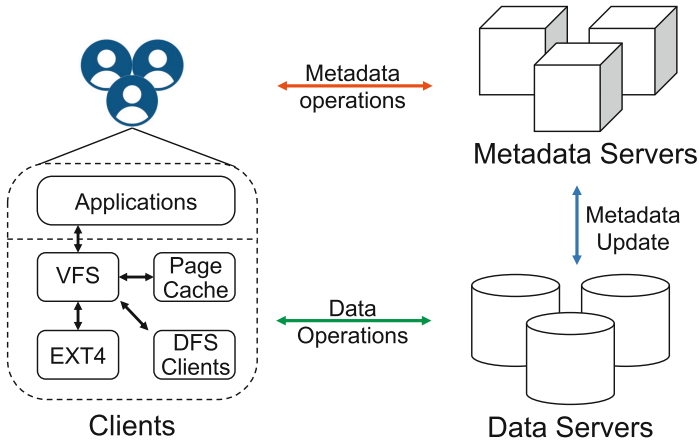 Metadata
operations
Metadata Servers
Applications
VFS
Page
Cache
EXT4
DFS
Clients
Clients
Data
Operations
Metadata
Update
Data Servers